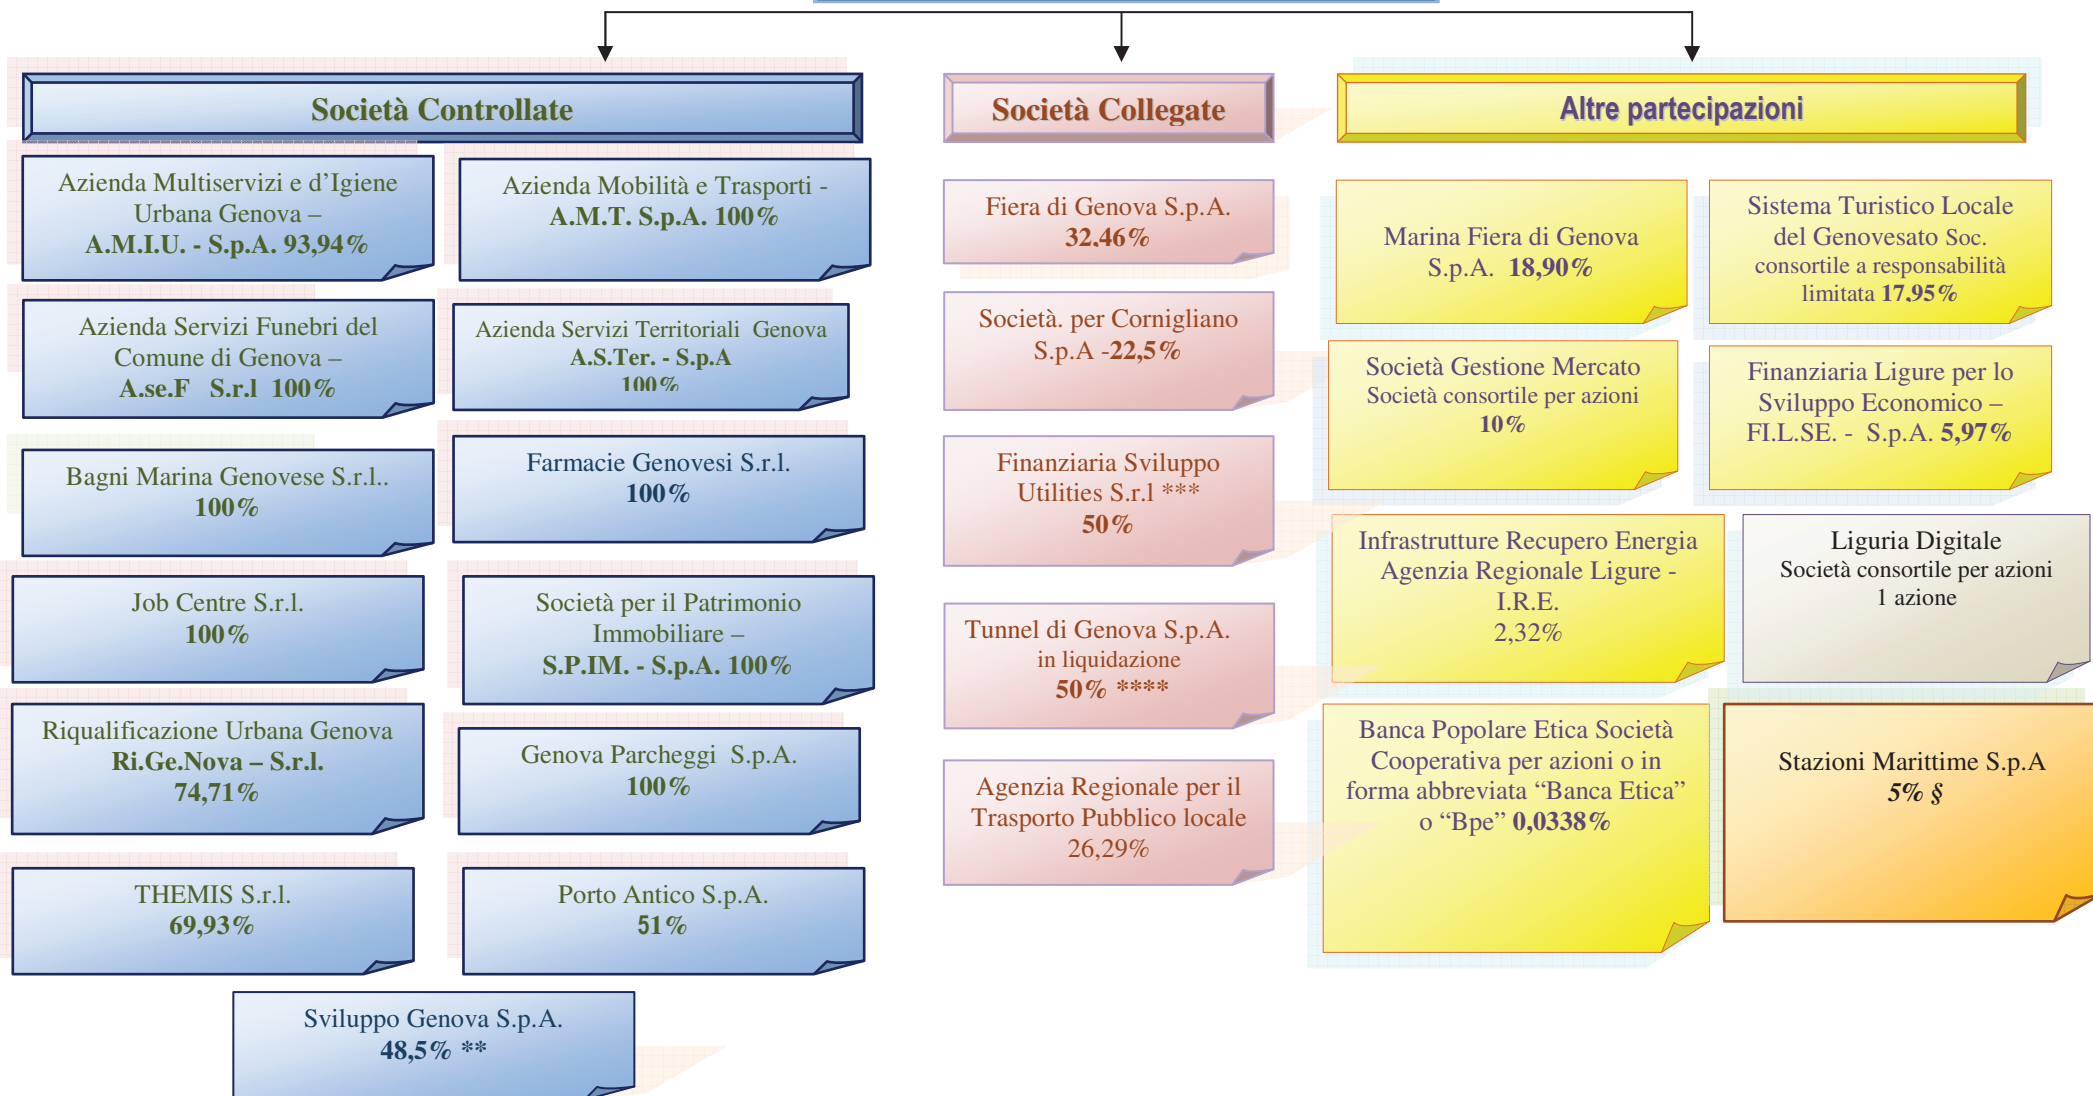 Società Controllate
Azienda Multiservizi e d’Igiene
Urbana Genova –
A.M.I.U. - S.p.A. 93,94%
Azienda Mobilità e Trasporti -
A.M.T. S.p.A. 100%
Azienda Servizi Funebri del
Comune di Genova –
A.se.F S.r.l 100%
Azienda Servizi Territoriali Genova
A.S.Ter. - S.p.A
100%
Bagni Marina Genovese S.r.l..
100%
Farmacie Genovesi S.r.l.
100%
Job Centre S.r.l.
100%
Società per il Patrimonio
Immobiliare –
S.P.IM. - S.p.A. 100%
Riqualificazione Urbana Genova
Ri.Ge.Nova – S.r.l.
74,71%
Genova Parcheggi S.p.A.
100%
THEMIS S.r.l.
69,93%
Porto Antico S.p.A.
51%
Sviluppo Genova S.p.A.
48,5% **
Società Collegate
Fiera di Genova S.p.A.
32,46%
Società. per Cornigliano
S.p.A -22,5%
Finanziaria Sviluppo
Utilities S.r.l ***
50%
Tunnel di Genova S.p.A.
in liquidazione
50% ****
Agenzia Regionale per il
Trasporto Pubblico locale
26,29%
Altre partecipazioni
Marina Fiera di Genova
S.p.A. 18,90%
Sistema Turistico Locale
del Genovesato Soc.
consortile a responsabilità
limitata 17,95%
Società Gestione Mercato
Società consortile per azioni
10%
Finanziaria Ligure per lo
Sviluppo Economico –
FI.L.SE. - S.p.A. 5,97%
Infrastrutture Recupero Energia
Agenzia Regionale Ligure -
I.R.E.
2,32%
Liguria Digitale
Società consortile per azioni
1 azione
Banca Popolare Etica Società
Cooperativa per azioni o in
forma abbreviata “Banca Etica”
o “Bpe” 0,0338%
Stazioni Marittime S.p.A
5% §